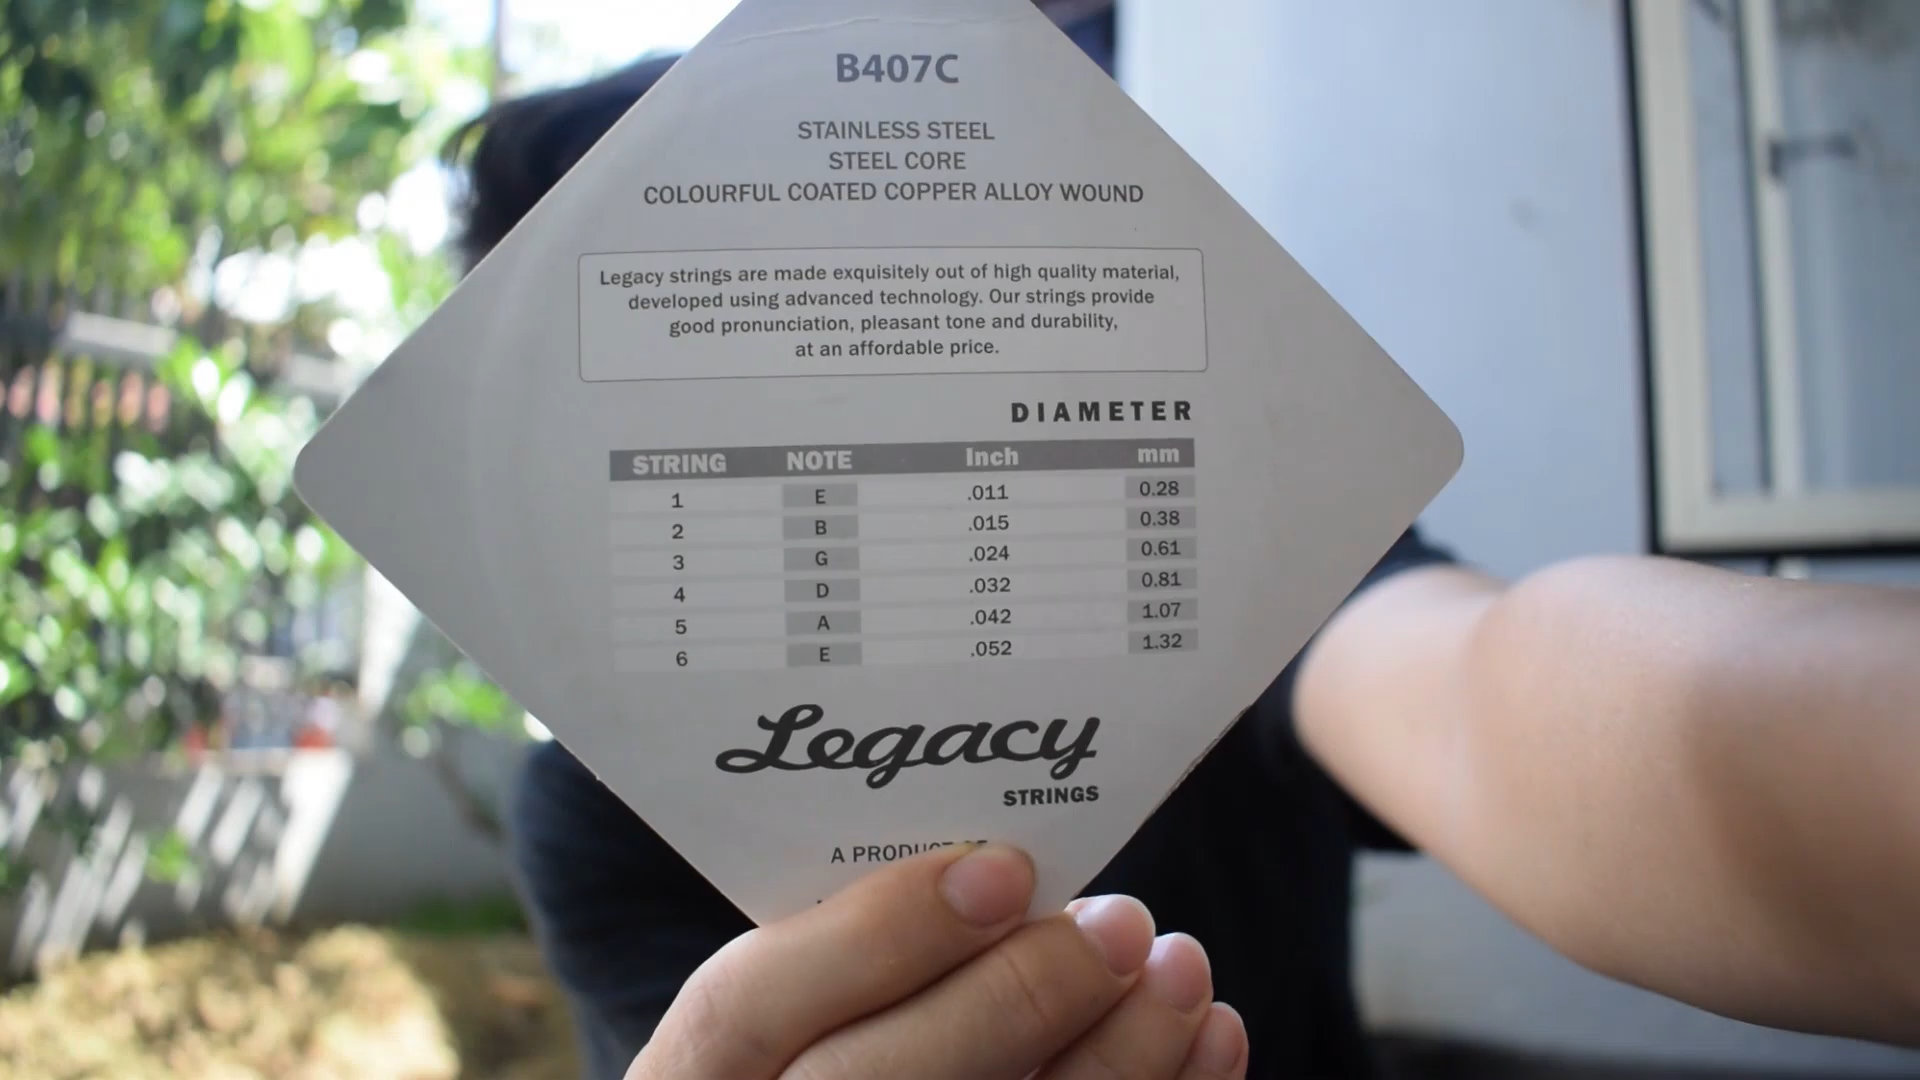 B407C
STAINLESS STEEL
STEEL CORE
COLOURFUL COATED COPPER ALLOY WOUND
Legacy strings are made exquisitely out of high quality material,
developed using advanced technology. Our strings provide
good pronunciation, pleasant tone and durability,
at an affordable price.
DIAMETER
STRING NOTE Inch mm
1 E .011 0.28
2 B .015 0.38
3 G .024 0.61
4 D .032 0.81
5 A .042 1.07
6 E .052 1.32
Legacy
STRINGS
A PRODUCT OF